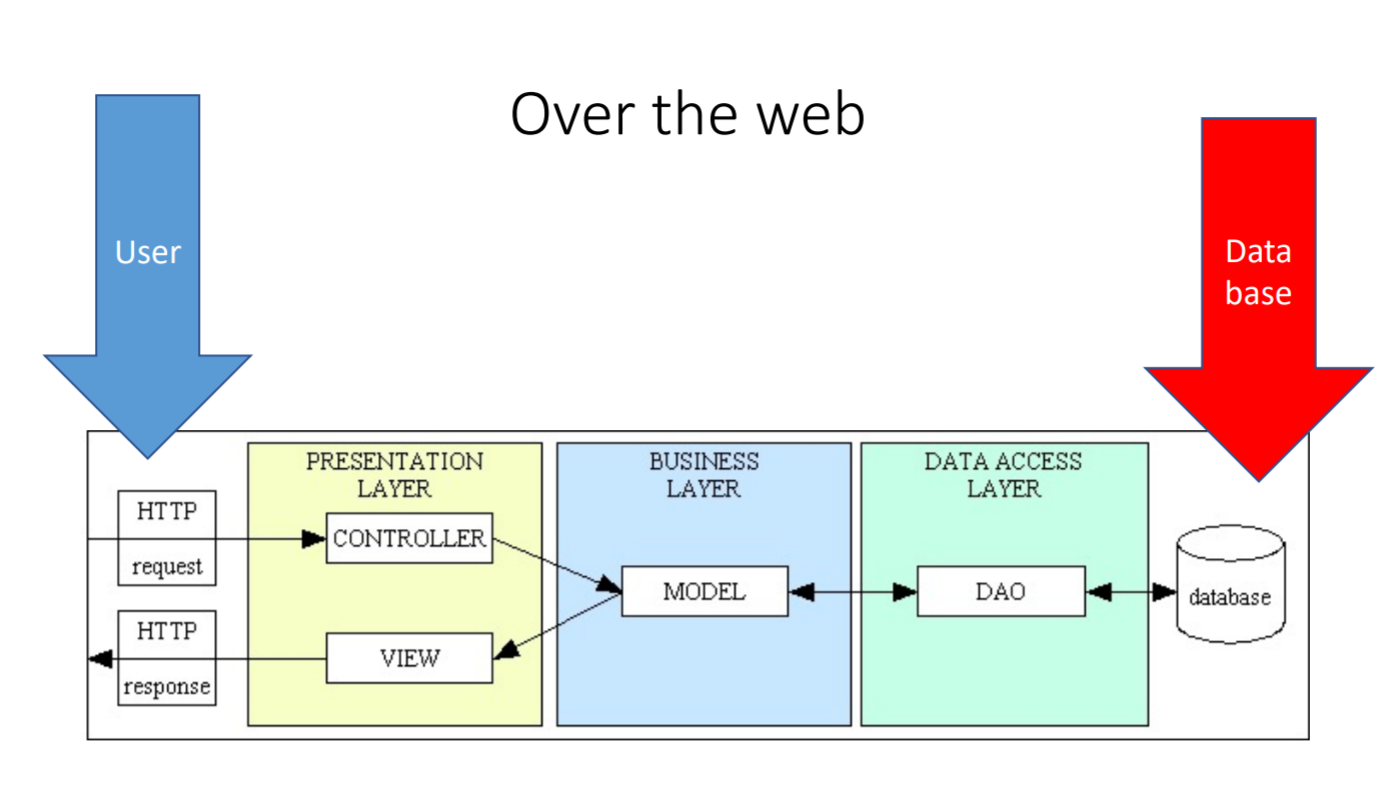 Over the web
User
Data
base
HTTP
request
HTTP
response
PRESENTATION
LAYER
CONTROLLER
VIEW
BUSINESS
LAYER
MODEL
DATA ACCESS
LAYER
DAO
database